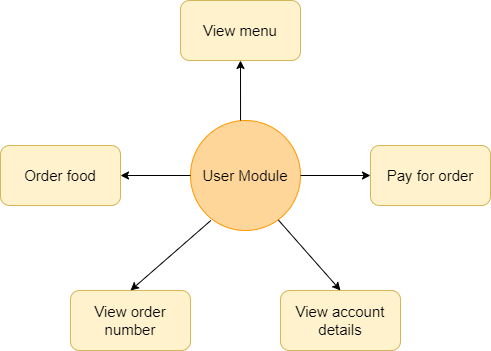 View menu
Order food
User Module
Pay for order
View order
number
View account
details